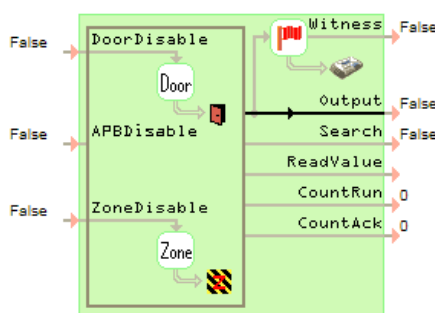 Witness False
False DoorDisable
Door
Output False
False APBDisable Search False
ReadValue
False ZoneDisable CountRun 0
CountAck 0
Zone
Z